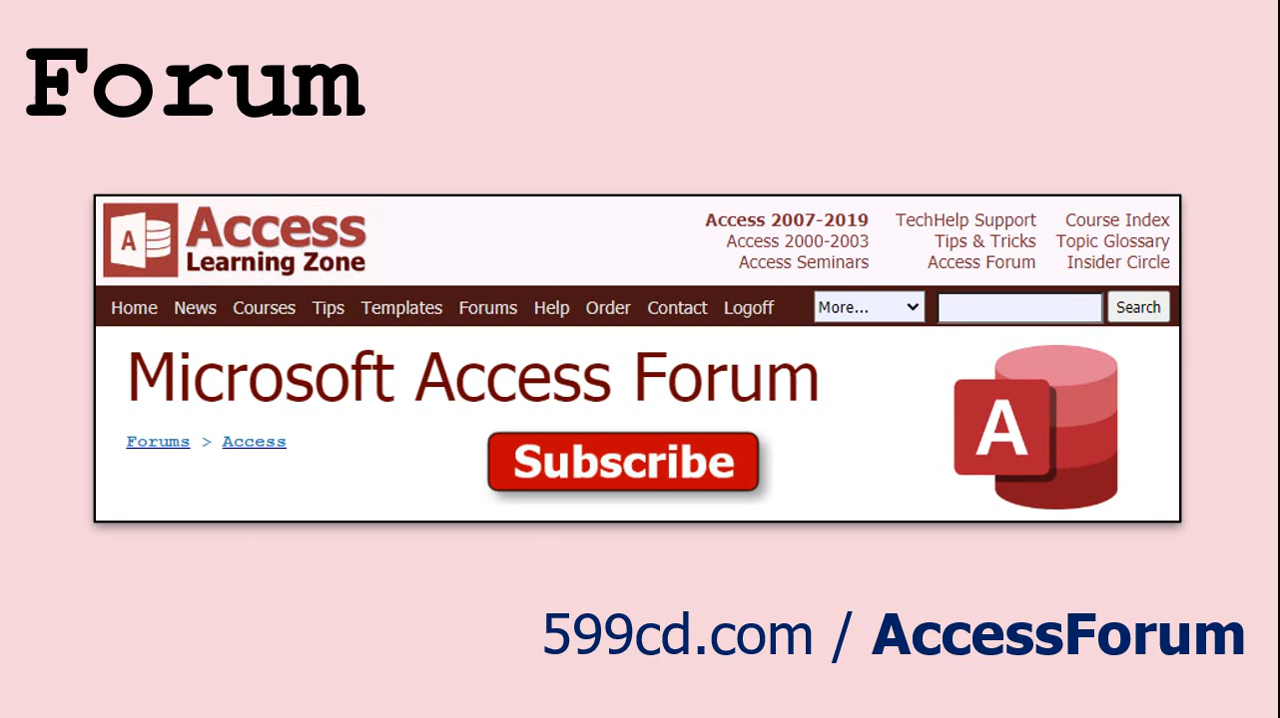 Forum
A
Access
Learning Zone
Access 2007-2019 TechHelp Support Course Index
Access 2000-2003 Tips & Tricks Topic Glossary
Access Seminars Access Forum Insider Circle
Home News Courses Tips Templates Forums Help Order Contact Logoff More... Search
Microsoft Access Forum
Forums > Access
Subscribe
A
599cd.com / AccessForum